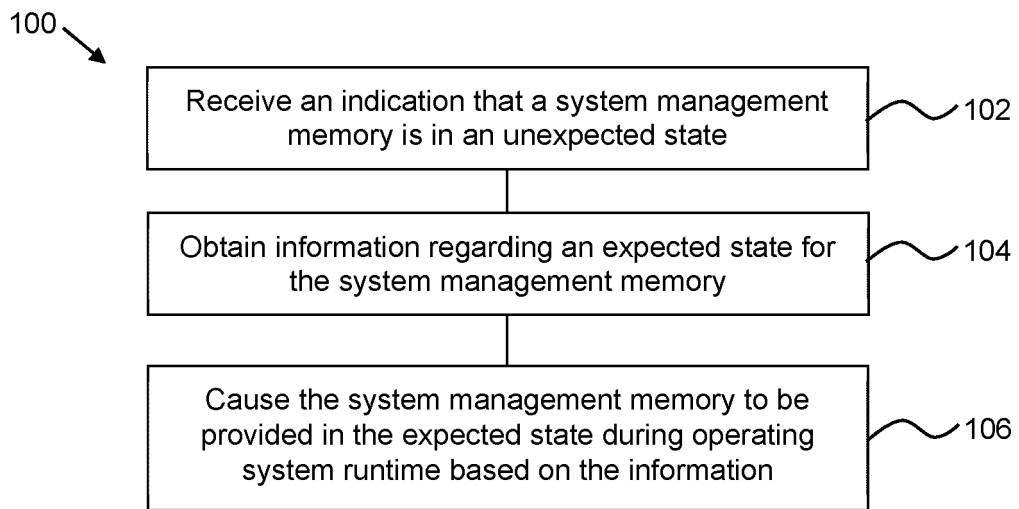 100
Receive an indication that a system management
memory is in an unexpected state
102
Obtain information regarding an expected state for
the system management memory
104
Cause the system management memory to be
provided in the expected state during operating
system runtime based on the information
106